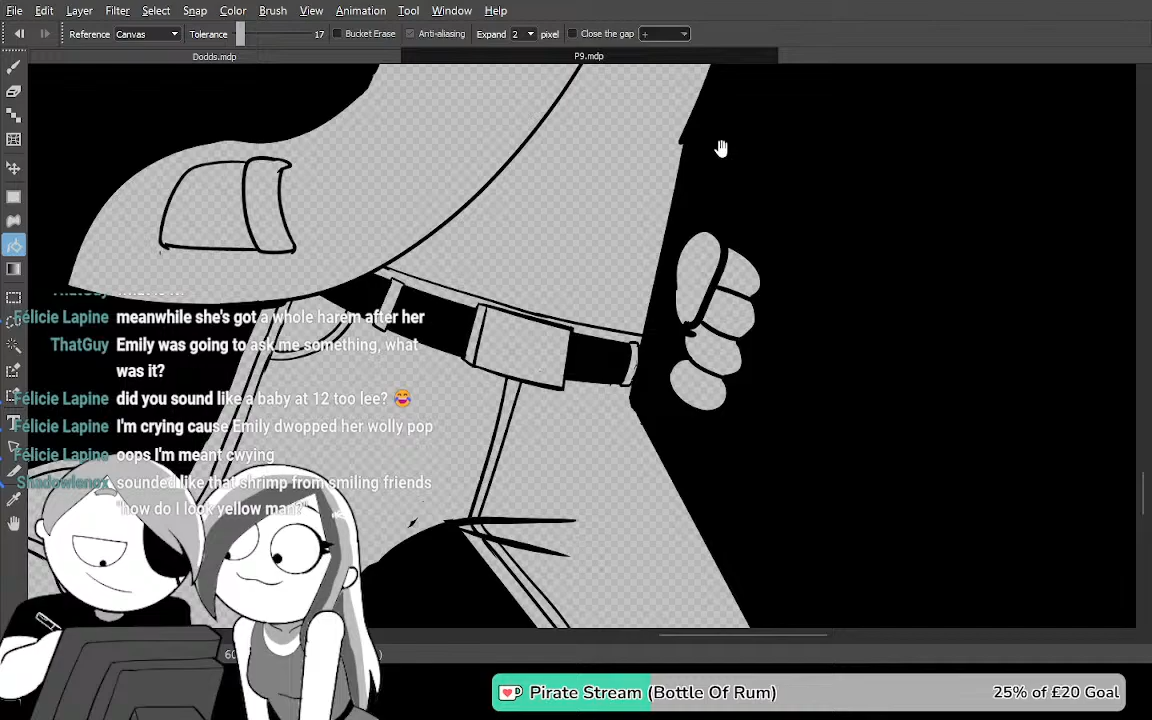 File Edit Layer Filter Select Snap Color Brush View Animation Tool Window Help
Reference Canvas Tolerance 17 Bucket Erase Anti-aliasing Expand 2 pixel Close the gap +
Dodds.mdp P9.mdp
Félicie Lapine meanwhile she's got a whole harem after her
ThatGuy Emily was going to ask me something, what
was it?
Félicie Lapine did you sound like a baby at 12 too lee? 😂
Félicie Lapine I'm crying cause Emily dwopped her wolly pop
Félicie Lapine oops I'm meant cwying
Shadowlenox sounded like that shrimp from smiling friends
"how do I look yellow man?"
Pirate Stream (Bottle Of Rum) 25% of £20 Goal